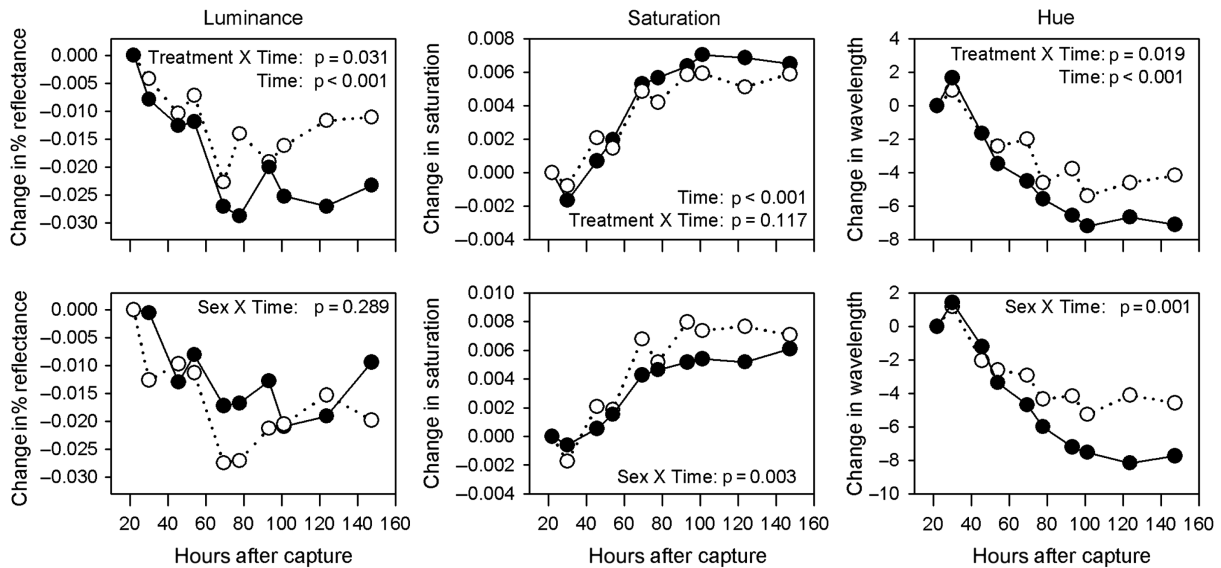 Luminance
Saturation
Hue
Change in % reflectance
0.000
−0.005
−0.010
−0.015
−0.020
−0.025
−0.030
Treatment X Time: p = 0.031
Time: p < 0.001
Change in saturation
0.008
0.006
0.004
0.002
0.000
−0.002
−0.004
Time: p < 0.001
Treatment X Time: p = 0.117
Change in wavelength
4
2
0
−2
−4
−6
−8
Treatment X Time: p = 0.019
Time: p < 0.001
Change in % reflectance
0.000
−0.005
−0.010
−0.015
−0.020
−0.025
−0.030
Sex X Time: p = 0.289
20 40 60 80 100 120 140 160
Hours after capture
Change in saturation
0.010
0.008
0.006
0.004
0.002
0.000
−0.002
−0.004
Sex X Time: p = 0.003
20 40 60 80 100 120 140 160
Hours after capture
Change in wavelength
2
0
−2
−4
−6
−8
−10
Sex X Time: p = 0.001
20 40 60 80 100 120 140 160
Hours after capture